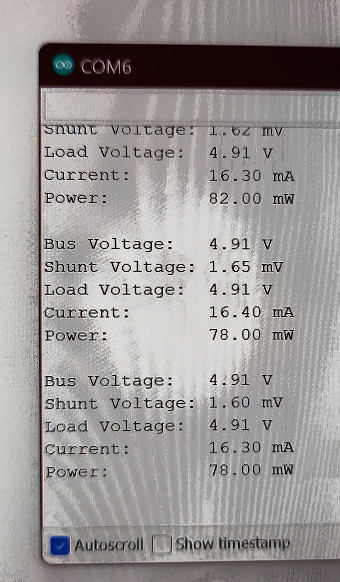 COM6
Shunt Voltage: 1.62 mV
Load Voltage: 4.91 V
Current: 16.30 mA
Power: 82.00 mW
Bus Voltage: 4.91 V
Shunt Voltage: 1.65 mV
Load Voltage: 4.91 V
Current: 16.40 mA
Power: 78.00 mW
Bus Voltage: 4.91 V
Shunt Voltage: 1.60 mV
Load Voltage: 4.91 V
Current: 16.30 mA
Power: 78.00 mW
Autoscroll Show timestamp